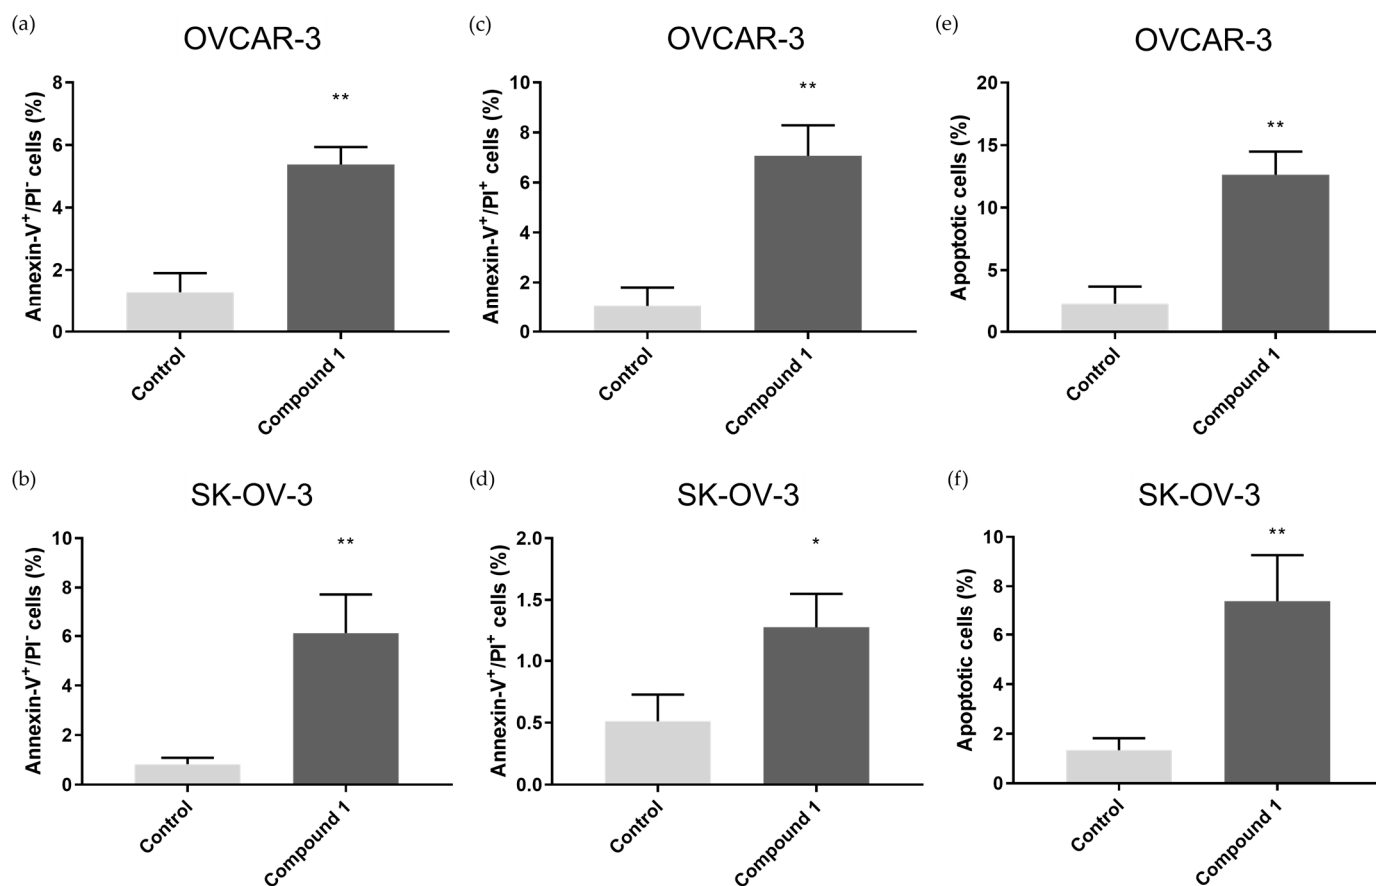 (a)
OVCAR-3
Annexin-V⁺/PI⁻ cells (%)
8
6
4
2
0
**
Control
Compound 1
(c)
OVCAR-3
Annexin-V⁺/PI⁺ cells (%)
10
8
6
4
2
0
**
Control
Compound 1
(e)
OVCAR-3
Apoptotic cells (%)
20
15
10
5
0
**
Control
Compound 1
(b)
SK-OV-3
Annexin-V⁺/PI⁻ cells (%)
10
8
6
4
2
0
**
Control
Compound 1
(d)
SK-OV-3
Annexin-V⁺/PI⁺ cells (%)
2.0
1.5
1.0
0.5
0.0
*
Control
Compound 1
(f)
SK-OV-3
Apoptotic cells (%)
10
8
6
4
2
0
**
Control
Compound 1